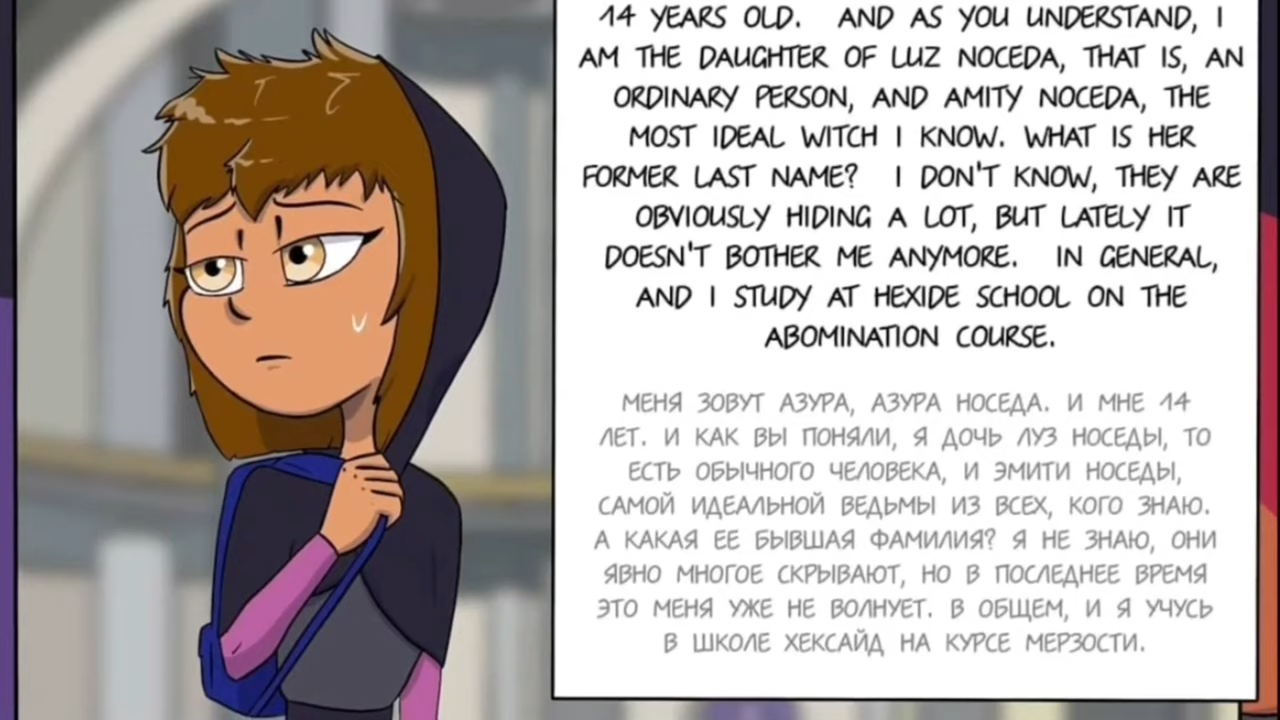 14 YEARS OLD. AND AS YOU UNDERSTAND, I
AM THE DAUGHTER OF LUZ NOCEDA, THAT IS, AN
ORDINARY PERSON, AND AMITY NOCEDA, THE
MOST IDEAL WITCH I KNOW. WHAT IS HER
FORMER LAST NAME? I DON'T KNOW, THEY ARE
OBVIOUSLY HIDING A LOT, BUT LATELY IT
DOESN'T BOTHER ME ANYMORE. IN GENERAL,
AND I STUDY AT HEXIDE SCHOOL ON THE
ABOMINATION COURSE.
МЕНЯ ЗОВУТ АЗУРА, АЗУРА НОСЕДА. И МНЕ 14
ЛЕТ. И КАК ВЫ ПОНЯЛИ, Я ДОЧЬ ЛУЗ НОСЕДЫ, ТО
ЕСТЬ ОБЫЧНОГО ЧЕЛОВЕКА, И ЭМИТИ НОСЕДЫ,
САМОЙ ИДЕАЛЬНОЙ ВЕДЬМЫ ИЗ ВСЕХ, КОГО ЗНАЮ.
А КАКАЯ ЕЕ БЫВШАЯ ФАМИЛИЯ? Я НЕ ЗНАЮ, ОНИ
ЯВНО МНОГОЕ СКРЫВАЮТ, НО В ПОСЛЕДНЕЕ ВРЕМЯ
ЭТО МЕНЯ УЖЕ НЕ ВОЛНУЕТ. В ОБЩЕМ, И Я УЧУСЬ
В ШКОЛЕ ХЕКСАЙД НА КУРСЕ МЕРЗОСТИ.